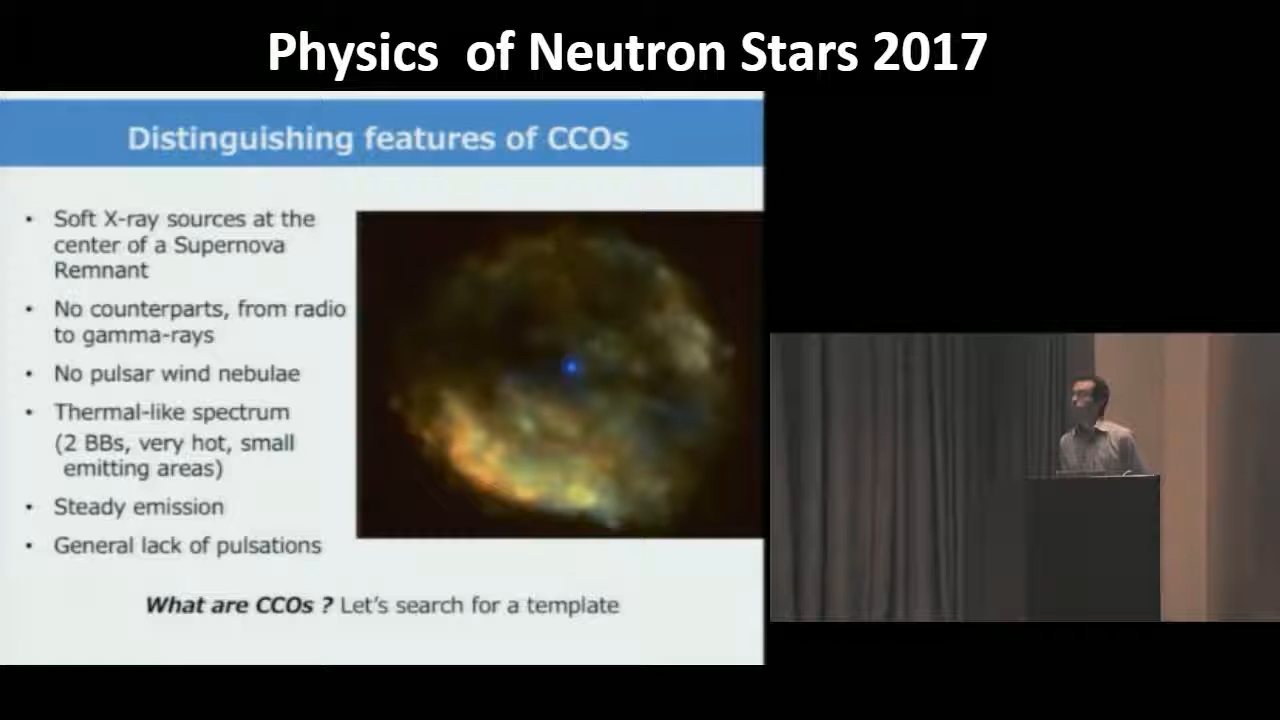 Physics of Neutron Stars 2017
Distinguishing features of CCOs
• Soft X-ray sources at the
center of a Supernova
Remnant
• No counterparts, from radio
to gamma-rays
• No pulsar wind nebulae
• Thermal-like spectrum
(2 BBs, very hot, small
emitting areas)
• Steady emission
• General lack of pulsations
What are CCOs ? Let's search for a template